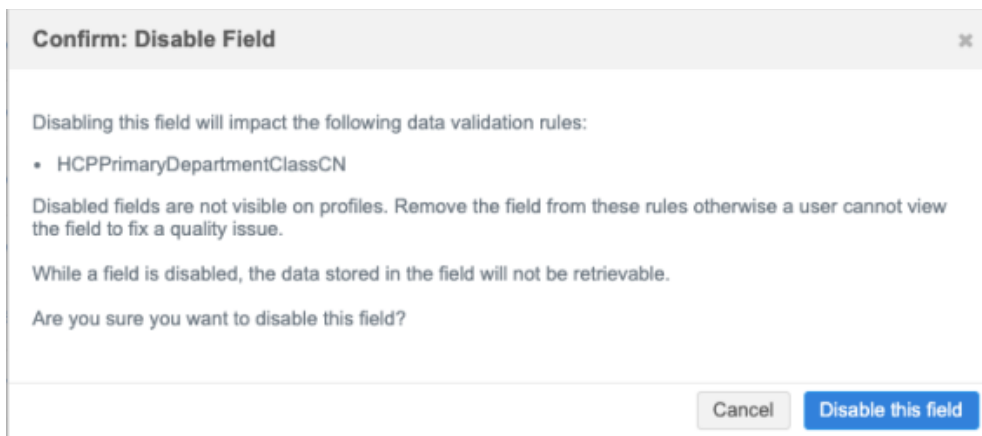 Confirm: Disable Field
Disabling this field will impact the following data validation rules:
• HCPPrimaryDepartmentClassCN
Disabled fields are not visible on profiles. Remove the field from these rules otherwise a user cannot view
the field to fix a quality issue.
While a field is disabled, the data stored in the field will not be retrievable.
Are you sure you want to disable this field?
Cancel Disable this field